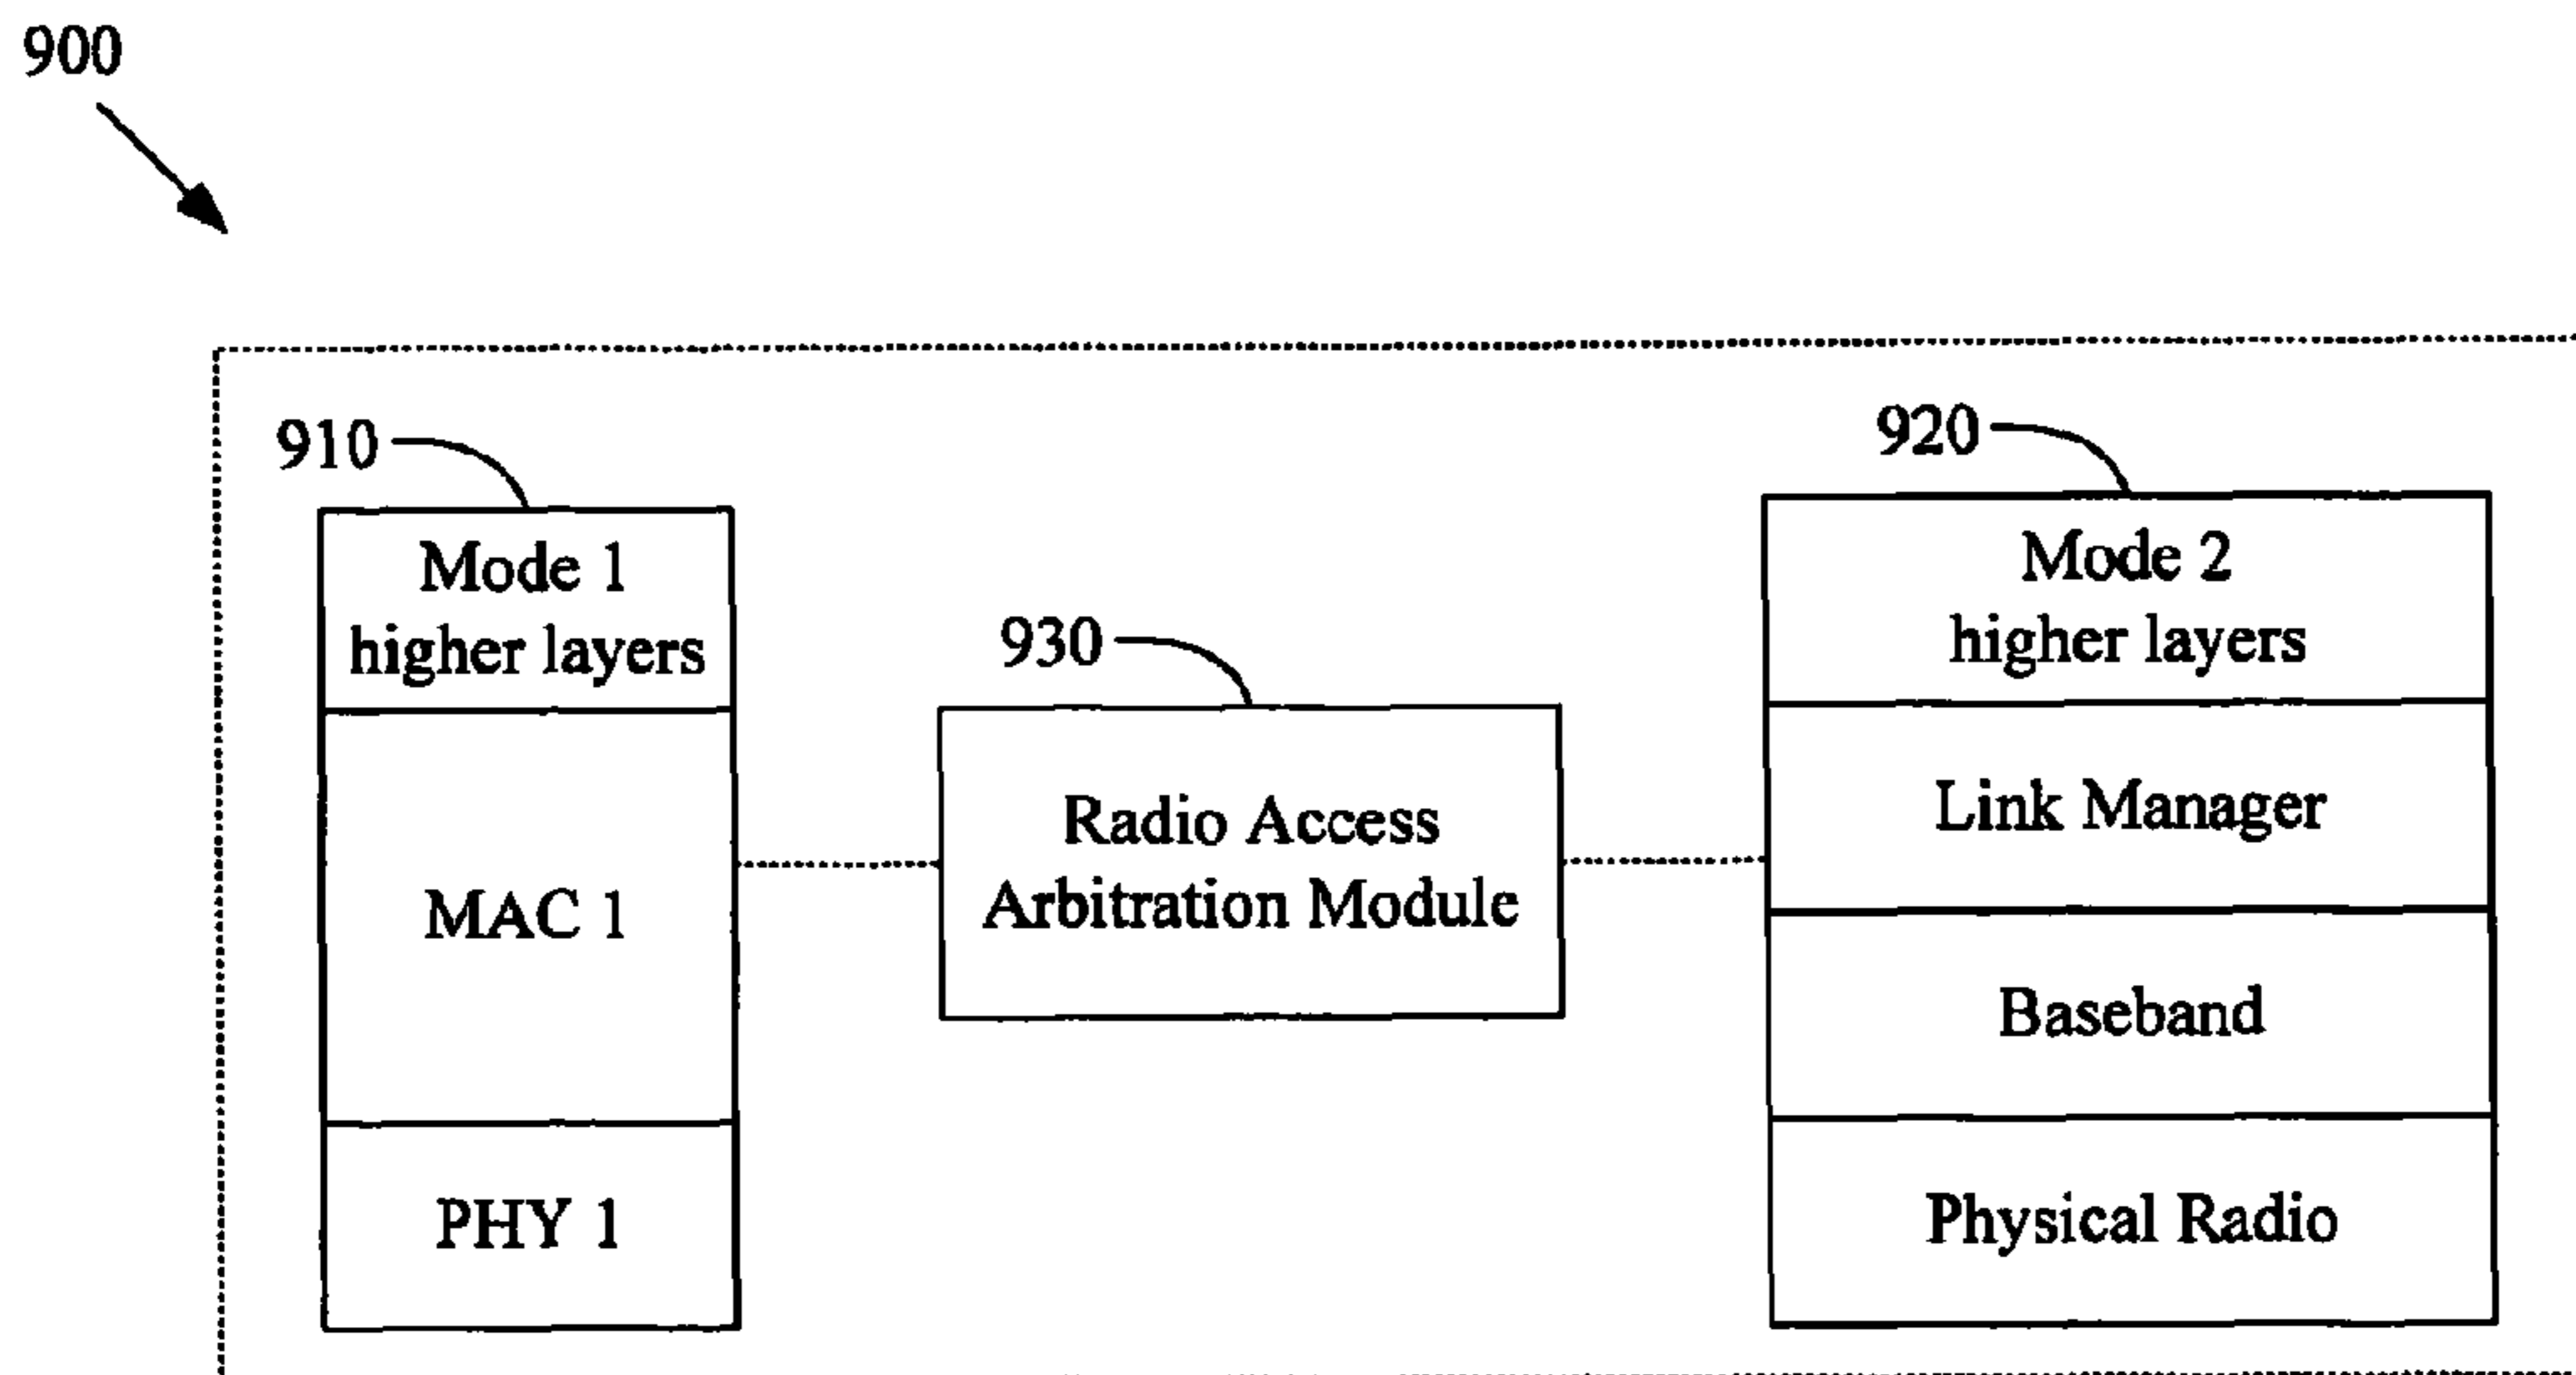 900
910
920
Mode 1
higher layers
MAC 1
PHY 1
930
Radio Access
Arbitration Module
Mode 2
higher layers
Link Manager
Baseband
Physical Radio